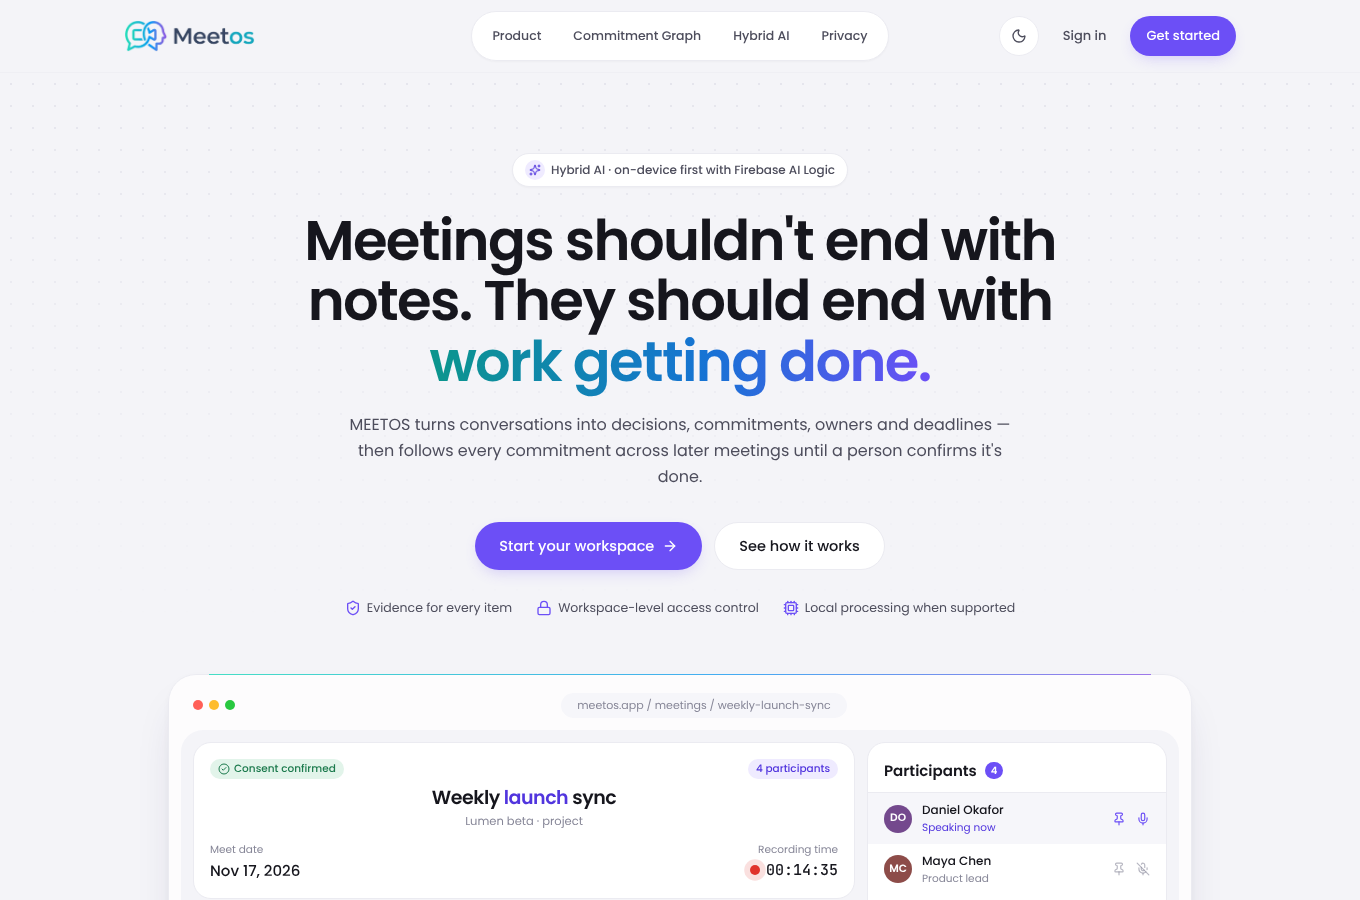 Meetos
Product
Commitment Graph
Hybrid AI
Privacy
Sign in
Get started
Hybrid AI · on-device first with Firebase AI Logic
Meetings shouldn't end with
notes. They should end with
work getting done.
MEETOS turns conversations into decisions, commitments, owners and deadlines —
then follows every commitment across later meetings until a person confirms it's
done.
Start your workspace
See how it works
Evidence for every item
Workspace-level access control
Local processing when supported
meetos.app / meetings / weekly-launch-sync
Consent confirmed
4 participants
Weekly launch sync
Lumen beta · project
Meet date
Recording time
Nov 17, 2026
00:14:35
Participants 4
DO
Daniel Okafor
Speaking now
MC
Maya Chen
Product lead